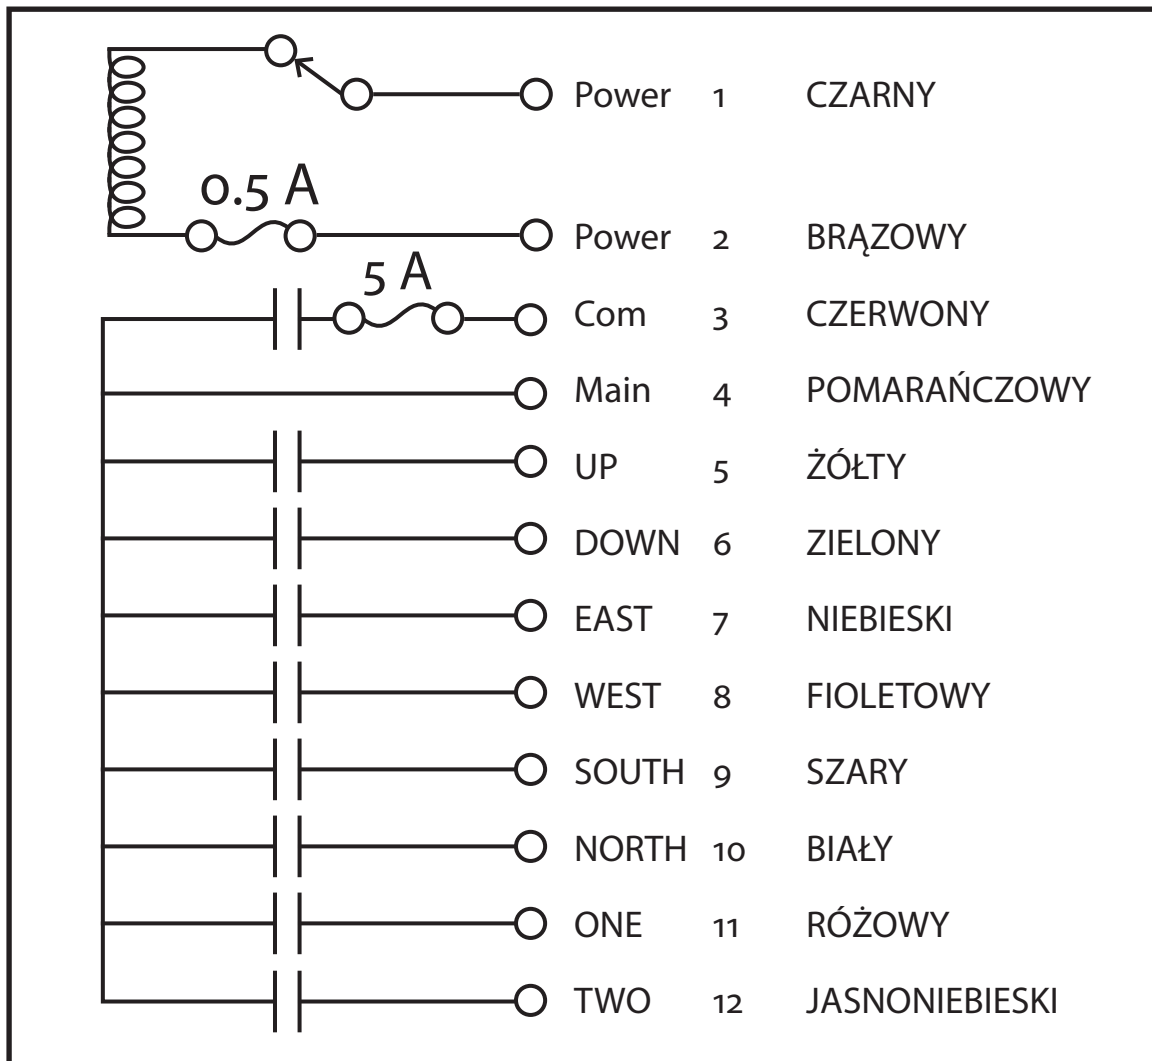 Power 1 CZARNY
0.5 A
Power 2 BRĄZOWY
5 A
Com 3 CZERWONY
Main 4 POMARAŃCZOWY
UP 5 ŻÓŁTY
DOWN 6 ZIELONY
EAST 7 NIEBIESKI
WEST 8 FIOLETOWY
SOUTH 9 SZARY
NORTH 10 BIAŁY
ONE 11 RÓŻOWY
TWO 12 JASNONIEBIESKI